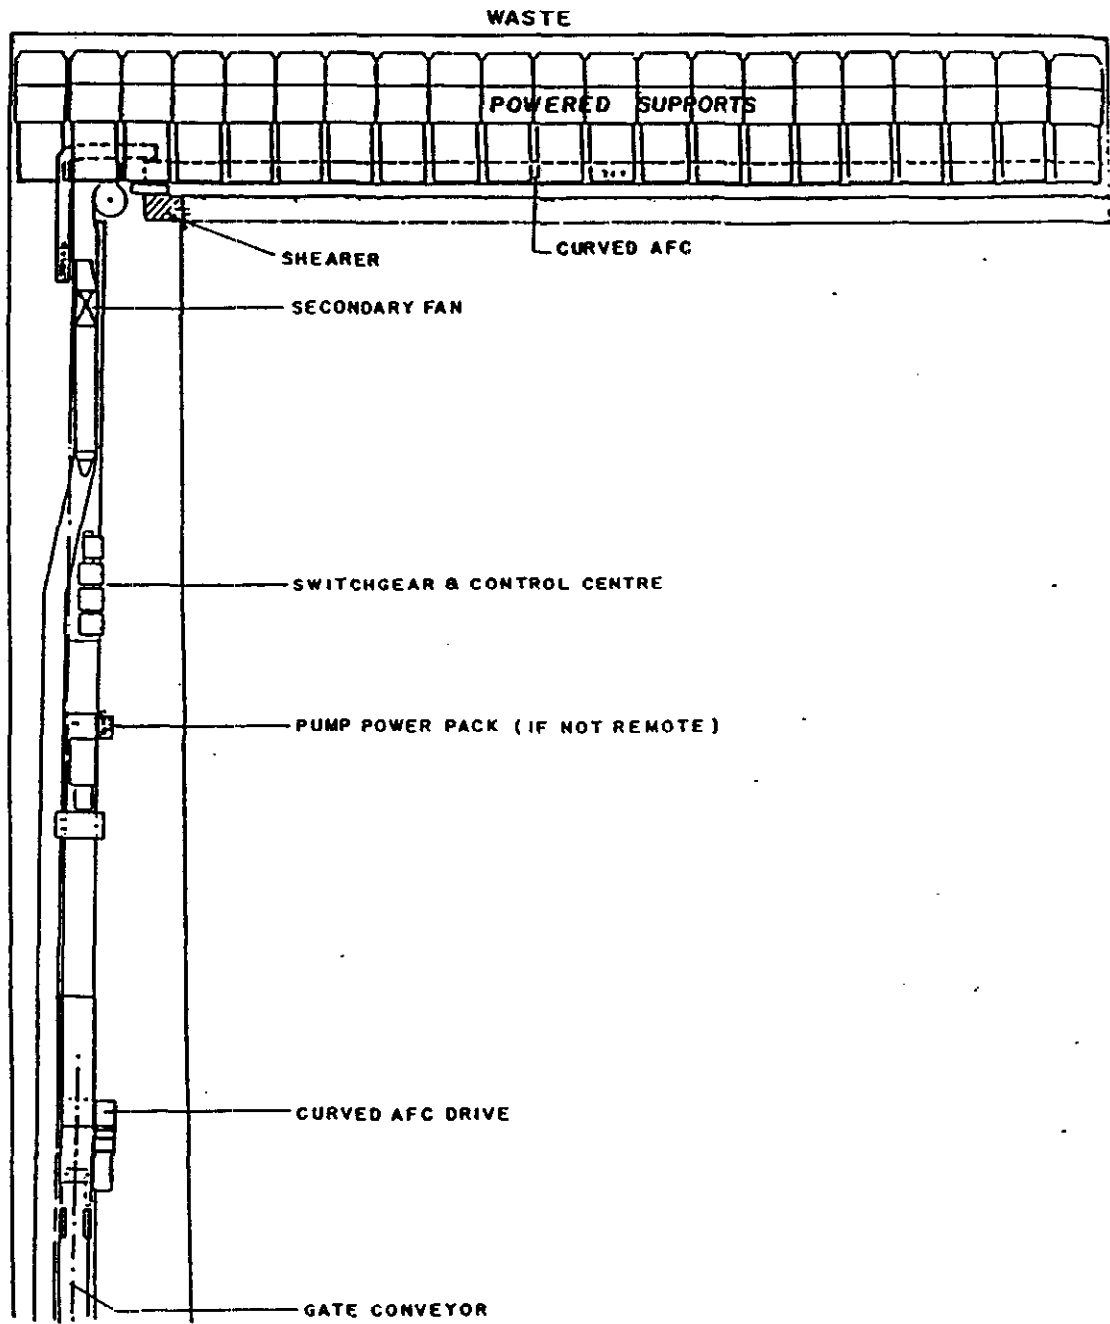 WASTE
POWERED SUPPORTS
SHEARER
CURVED AFC
SECONDARY FAN
SWITCHGEAR & CONTROL CENTRE
PUMP POWER PACK (IF NOT REMOTE)
CURVED AFC DRIVE
GATE CONVEYOR